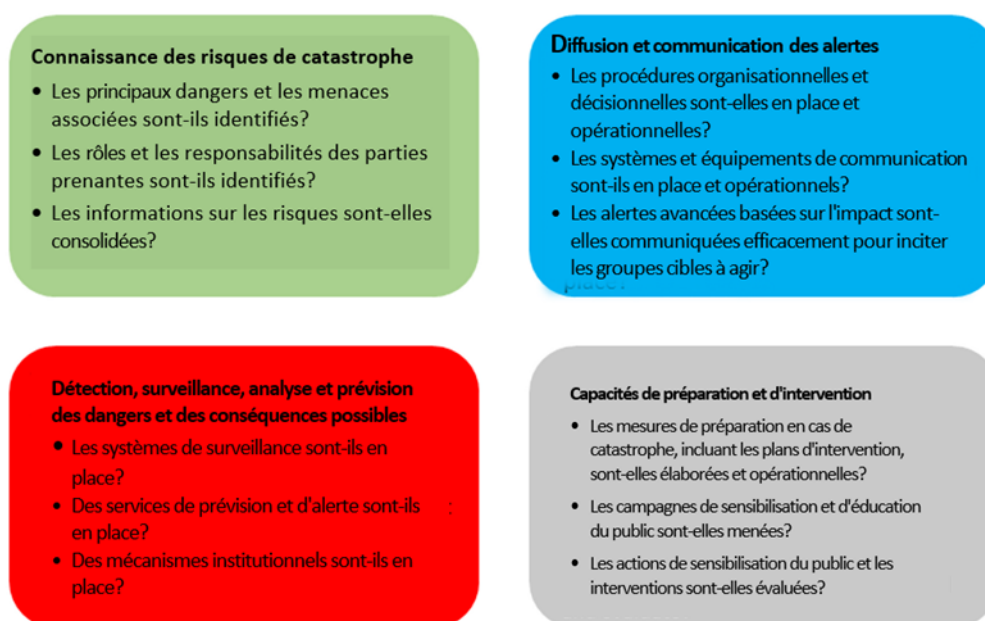 Connaissance des risques de catastrophe
• Les principaux dangers et les menaces
associées sont-ils identifiés?
• Les rôles et les responsabilités des parties
prenantes sont-ils identifiés?
• Les informations sur les risques sont-elles
consolidées?
Diffusion et communication des alertes
• Les procédures organisationnelles et
décisionnelles sont-elles en place et
opérationnelles?
• Les systèmes et équipements de communication
sont-ils en place et opérationnels?
• Les alertes avancées basées sur l'impact sont-
elles communiquées efficacement pour inciter
les groupes cibles à agir?
place?
Détection, surveillance, analyse et prévision
des dangers et des conséquences possibles
• Les systèmes de surveillance sont-ils en
place?
• Des services de prévision et d'alerte sont-ils
en place?
• Des mécanismes institutionnels sont-ils en
place?
Capacités de préparation et d'intervention
• Les mesures de préparation en cas de
catastrophe, incluant les plans d'intervention,
sont-elles élaborées et opérationnelles?
• Les campagnes de sensibilisation et d'éducation
du public sont-elles menées?
• Les actions de sensibilisation du public et les
interventions sont-elles évaluées?